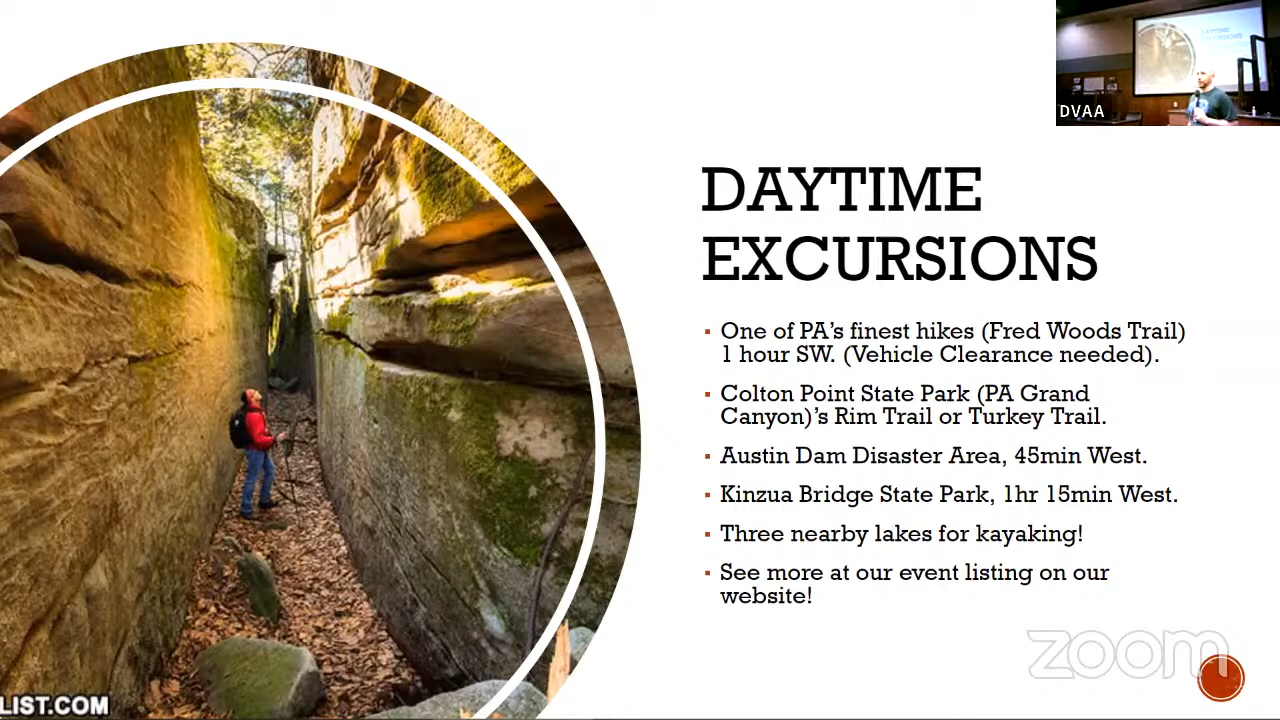 DVAA
DAYTIME
EXCURSIONS
▪ One of PA's finest hikes (Fred Woods Trail)
1 hour SW. (Vehicle Clearance needed).
▪ Colton Point State Park (PA Grand
Canyon)'s Rim Trail or Turkey Trail.
▪ Austin Dam Disaster Area, 45min West.
▪ Kinzua Bridge State Park, 1hr 15min West.
▪ Three nearby lakes for kayaking!
▪ See more at our event listing on our
website!
zoom
LIST.COM